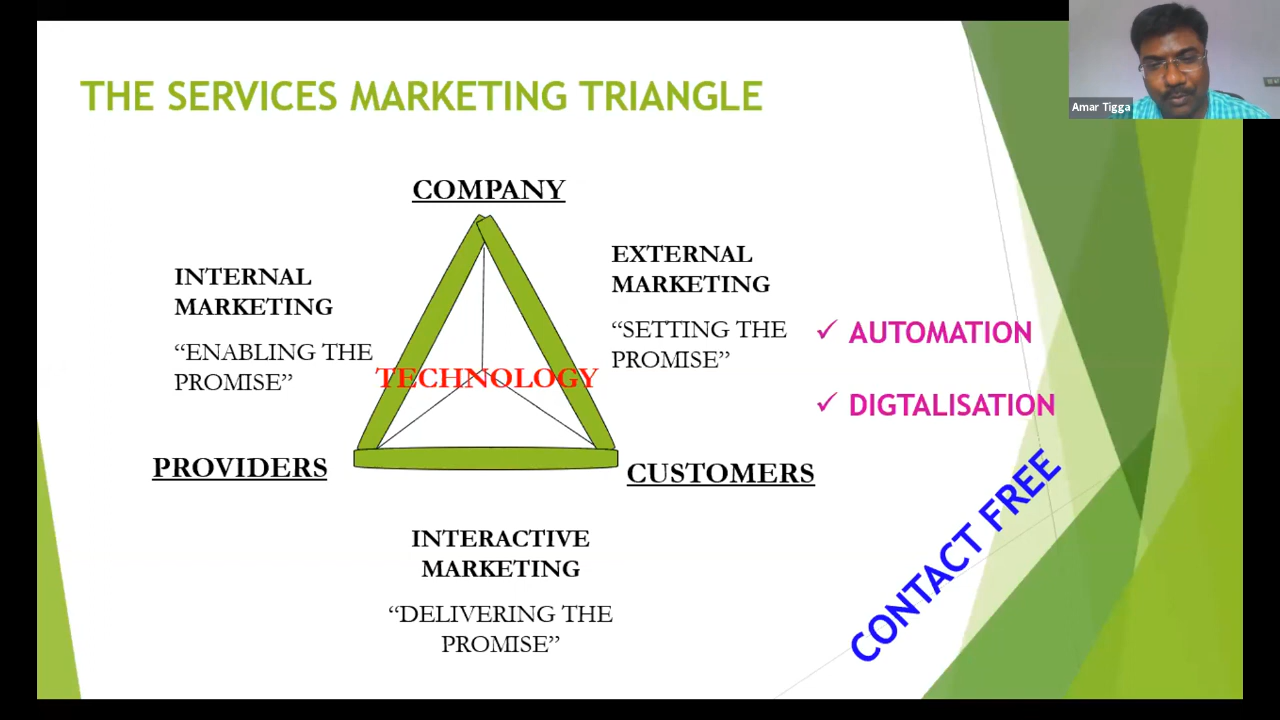 THE SERVICES MARKETING TRIANGLE
Amar Tigga
COMPANY
INTERNAL
MARKETING
“ENABLING THE
PROMISE”
EXTERNAL
MARKETING
“SETTING THE
PROMISE”
✓ AUTOMATION
TECHNOLOGY
✓ DIGTALISATION
PROVIDERS
CUSTOMERS
INTERACTIVE
MARKETING
“DELIVERING THE
PROMISE”
CONTACT FREE